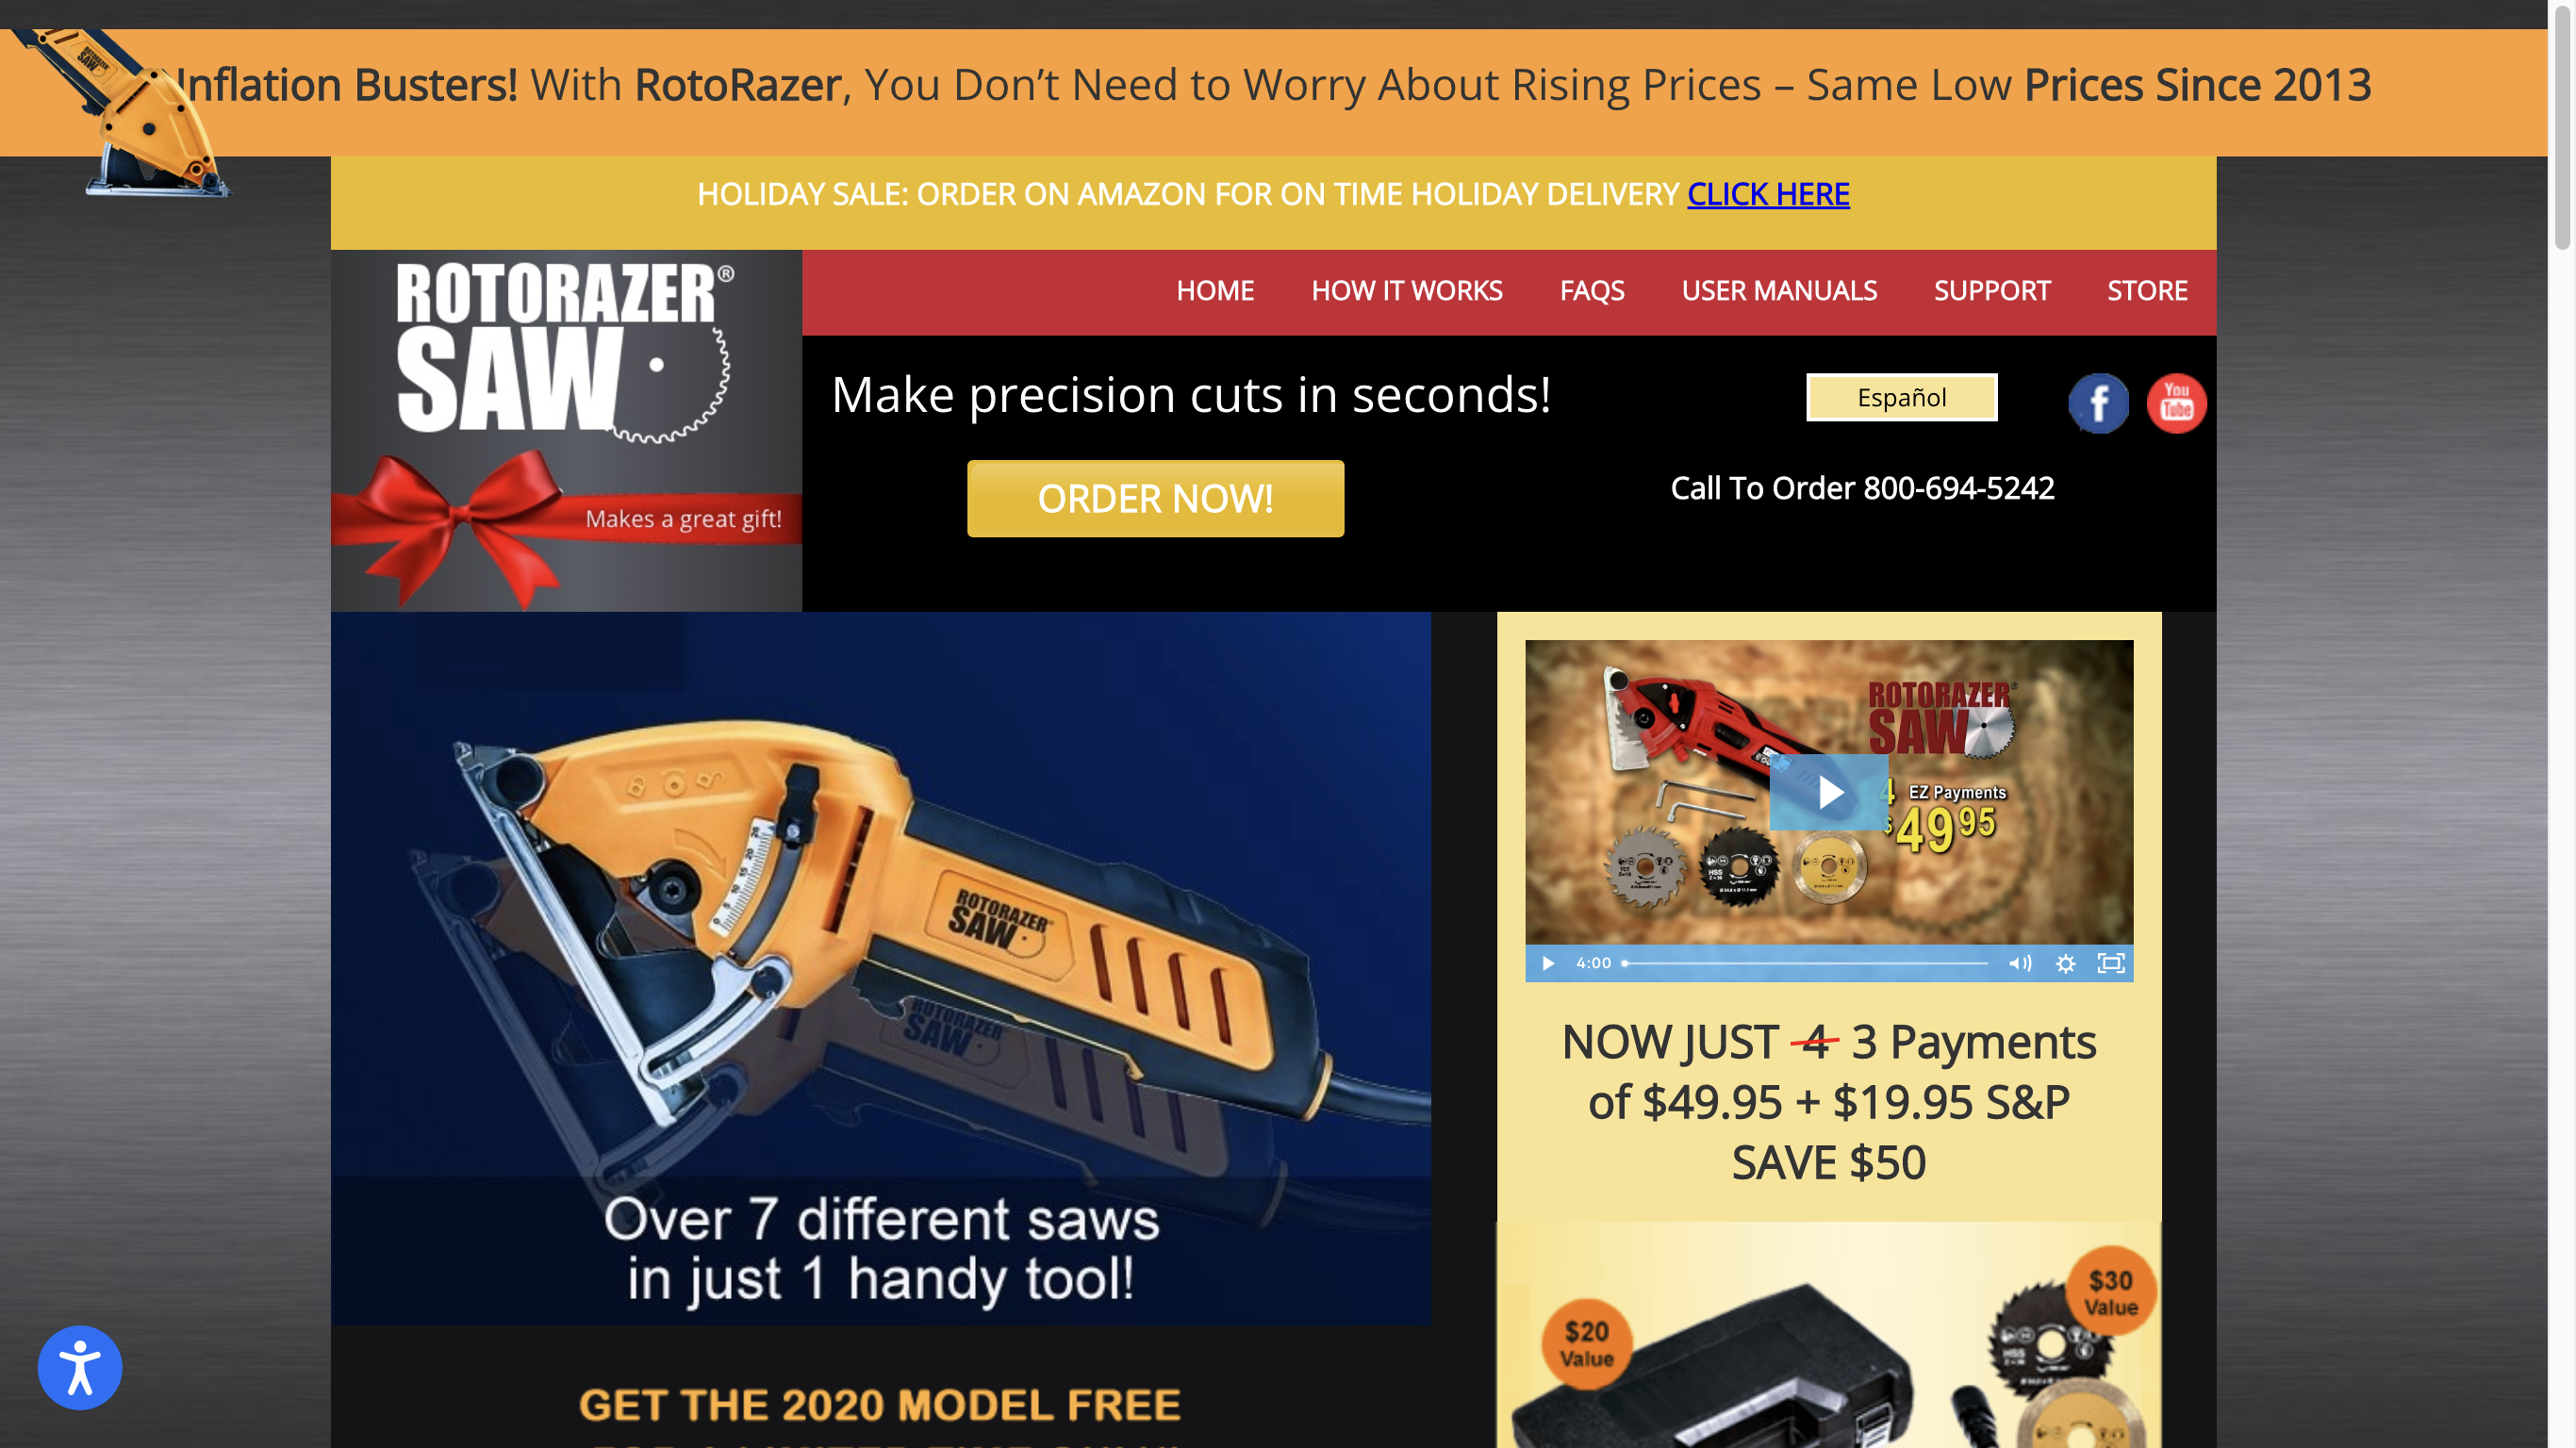 Inflation Busters! With RotoRazer, You Don't Need to Worry About Rising Prices – Same Low Prices Since 2013
HOLIDAY SALE: ORDER ON AMAZON FOR ON TIME HOLIDAY DELIVERY CLICK HERE
ROTORAZER®
SAW
Makes a great gift!
HOME HOW IT WORKS FAQS USER MANUALS SUPPORT STORE
Make precision cuts in seconds!
Español
f
You
Tube
ORDER NOW!
Call To Order 800-694-5242
ROTORAZER
SAW
Over 7 different saws
in just 1 handy tool!
GET THE 2020 MODEL FREE
ROTORAZER®
SAW
4 EZ Payments
$49 95
HSS
4:00
NOW JUST 4 3 Payments
of $49.95 + $19.95 S&P
SAVE $50
$20
Value
$30
Value
HSS